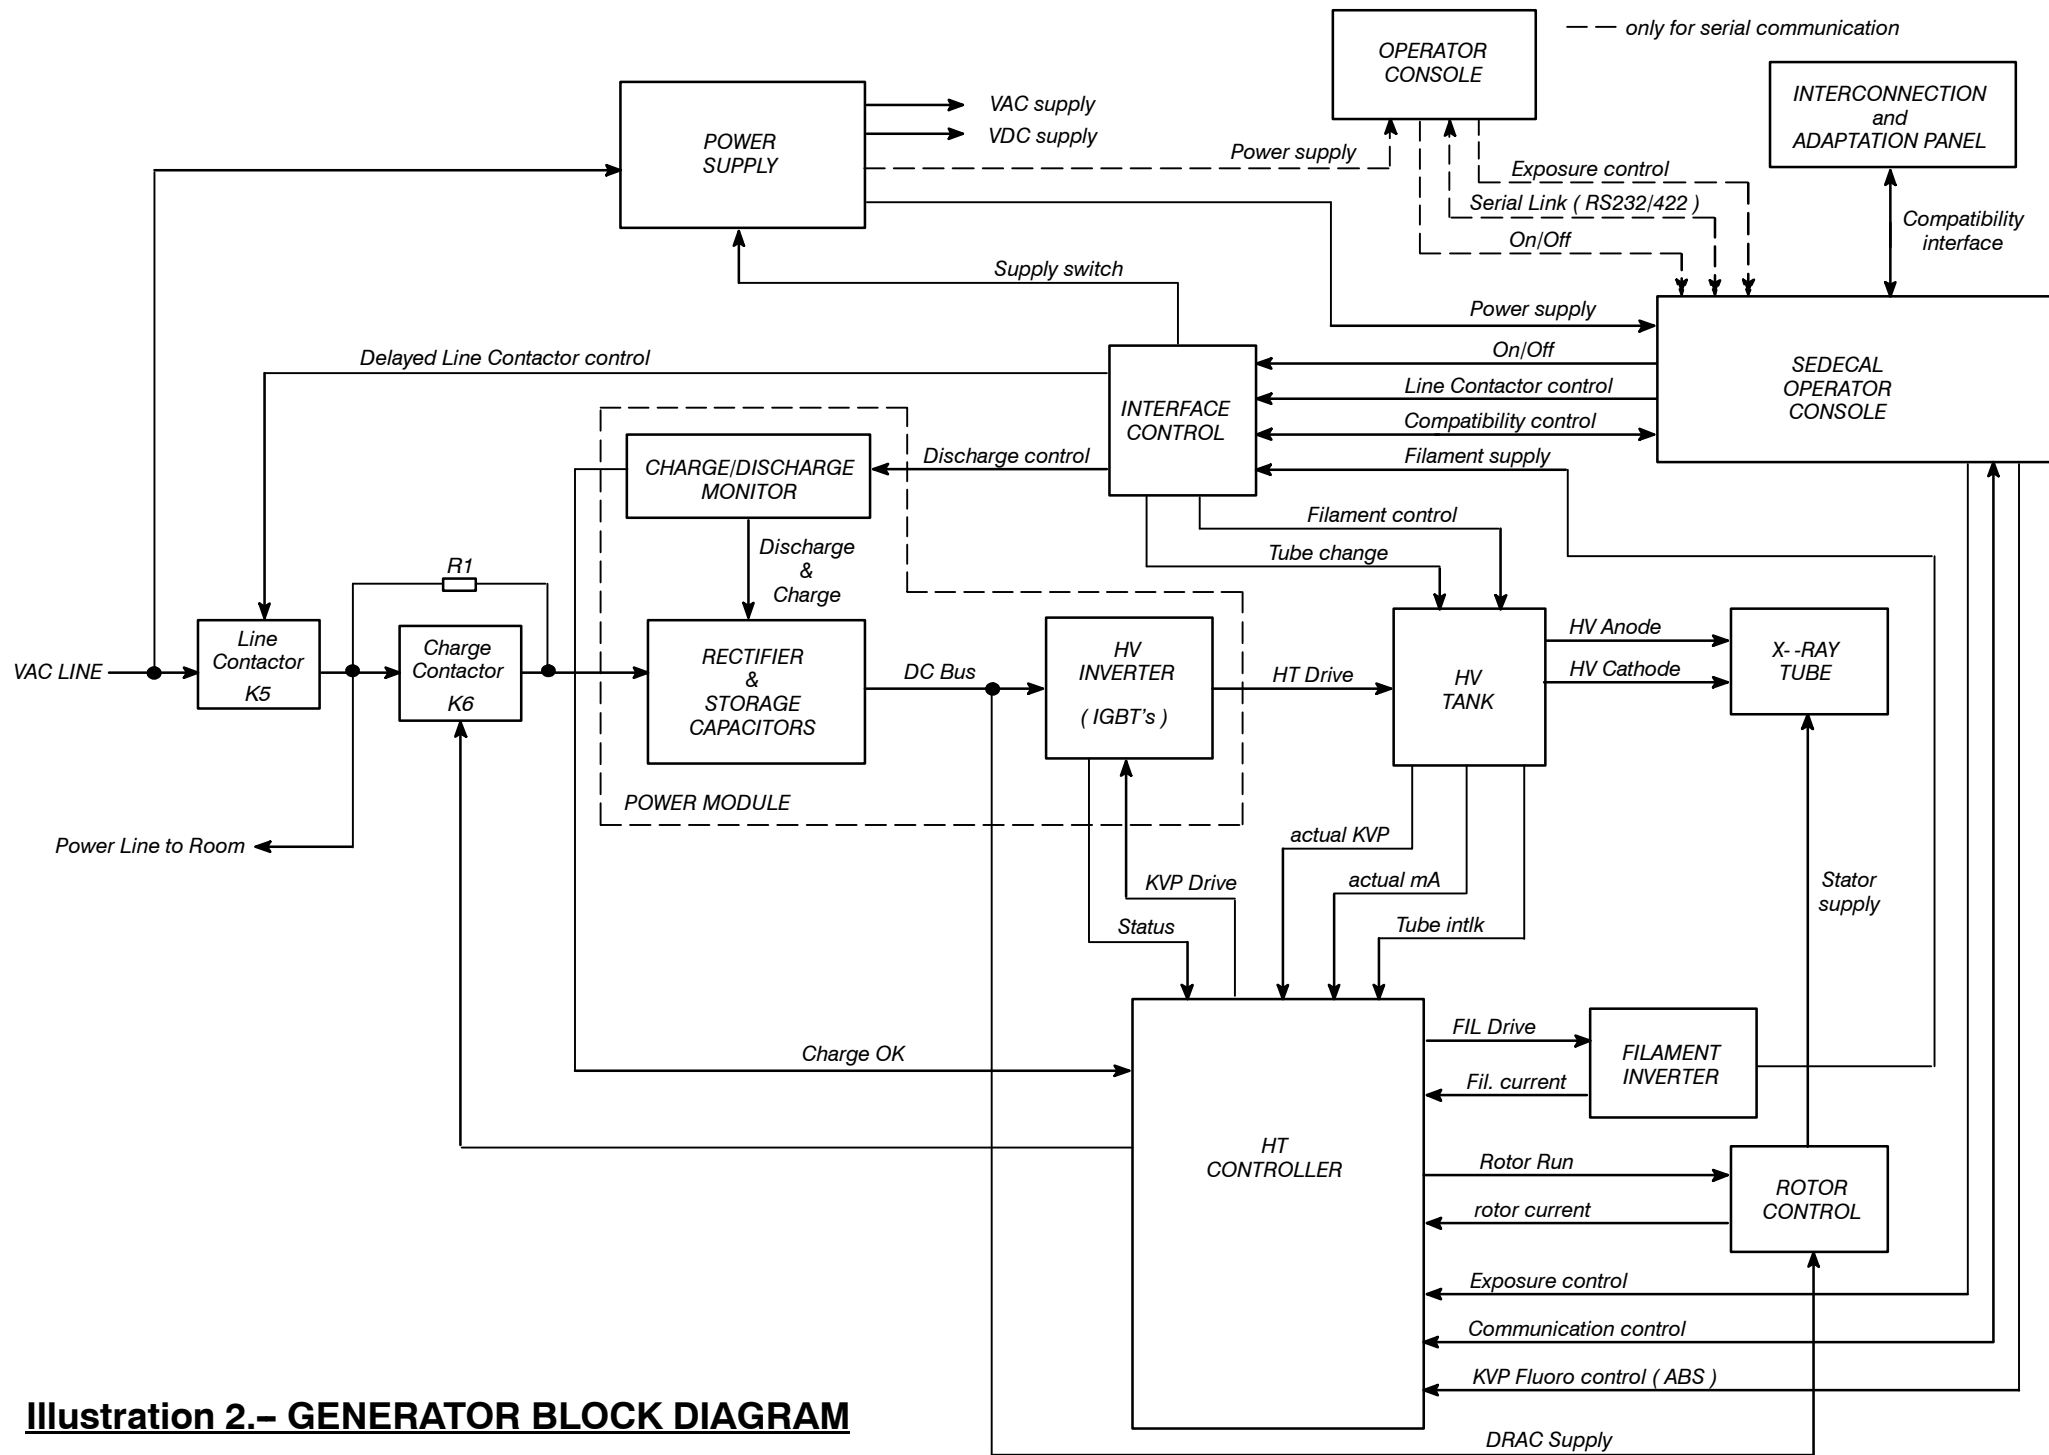 only for serial communication
OPERATOR
CONSOLE
INTERCONNECTION
and
ADAPTATION PANEL
POWER
SUPPLY
VAC supply
VDC supply
Power supply
Exposure control
Serial Link ( RS232/422 )
On/Off
Compatibility
interface
Supply switch
Power supply
Delayed Line Contactor control
On/Off
Line Contactor control
Compatibility control
Filament supply
SEDECAL
OPERATOR
CONSOLE
INTERFACE
CONTROL
CHARGE/DISCHARGE
MONITOR
Discharge control
Filament control
Tube change
Discharge
&
Charge
R1
VAC LINE
Line
Contactor
K5
Charge
Contactor
K6
RECTIFIER
&
STORAGE
CAPACITORS
DC Bus
HV
INVERTER
( IGBT's )
HT Drive
HV
TANK
HV Anode
HV Cathode
X- -RAY
TUBE
POWER MODULE
Power Line to Room
actual KVP
KVP Drive
actual mA
Status
Tube intlk
Stator
supply
Charge OK
FIL Drive
Fil. current
FILAMENT
INVERTER
HT
CONTROLLER
Rotor Run
rotor current
ROTOR
CONTROL
Exposure control
Communication control
KVP Fluoro control ( ABS )
DRAC Supply
Illustration 2.– GENERATOR BLOCK DIAGRAM